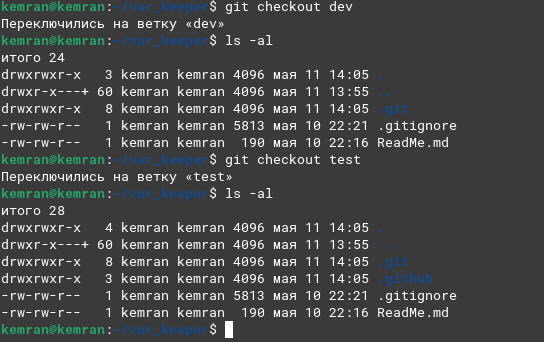 kemran@kemran:~/var_keeper$ git checkout dev
Переключились на ветку «dev»
kemran@kemran:~/var_keeper$ ls -al
итого 24
drwxrwxr-x   3 kemran kemran 4096 мая 11 14:05 .
drwxr-x---+ 60 kemran kemran 4096 мая 11 13:55 ..
drwxrwxr-x   8 kemran kemran 4096 мая 11 14:05 .git
-rw-rw-r--   1 kemran kemran 5813 мая 10 22:21 .gitignore
-rw-rw-r--   1 kemran kemran  190 мая 10 22:16 ReadMe.md
kemran@kemran:~/var_keeper$ git checkout test
Переключились на ветку «test»
kemran@kemran:~/var_keeper$ ls -al
итого 28
drwxrwxr-x   4 kemran kemran 4096 мая 11 14:05 .
drwxr-x---+ 60 kemran kemran 4096 мая 11 13:55 ..
drwxrwxr-x   8 kemran kemran 4096 мая 11 14:05 .git
drwxrwxr-x   3 kemran kemran 4096 мая 11 14:05 .github
-rw-rw-r--   1 kemran kemran 5813 мая 10 22:21 .gitignore
-rw-rw-r--   1 kemran kemran  190 мая 10 22:16 ReadMe.md
kemran@kemran:~/var_keeper$